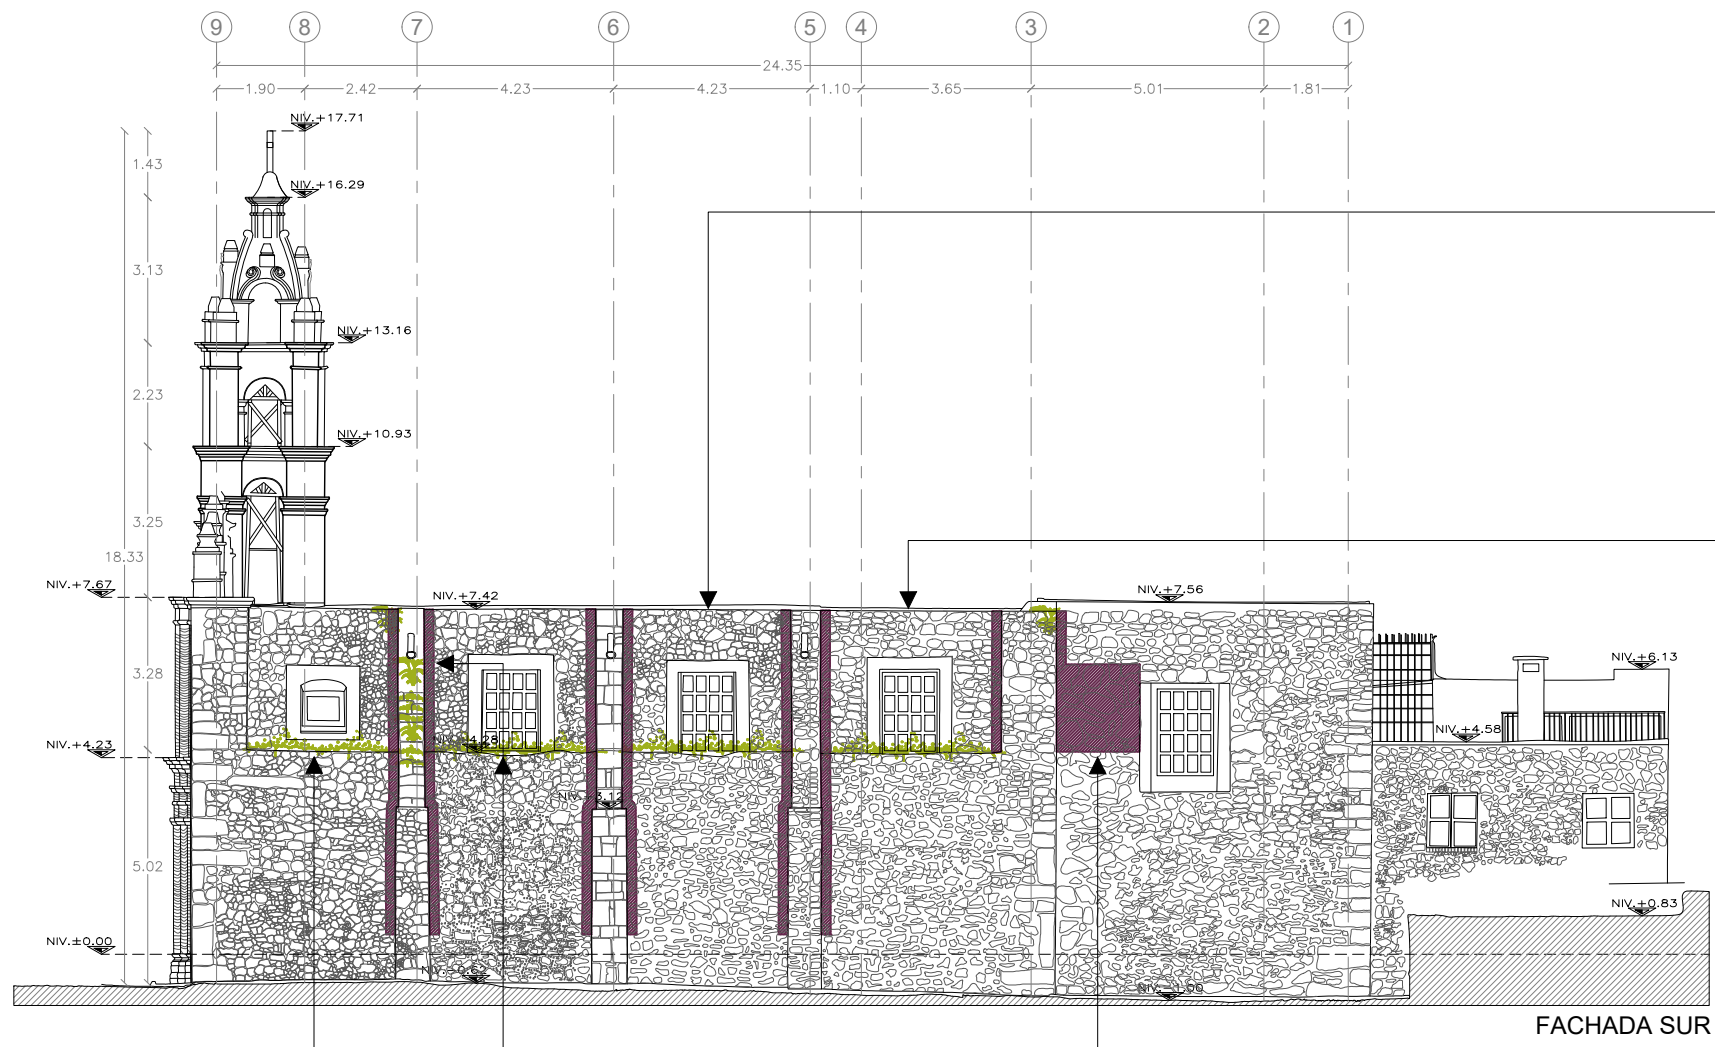 9 8 7 6 5 4 3 2 1
24.35
1.90 2.42 4.23 4.23 1.10 3.65 5.01 1.81
NIV.+17.71
1.43
NIV.+16.29
3.13
NIV.+13.16
2.23
NIV.+10.93
3.25
18.33
NIV.+7.67
NIV.+7.42
NIV.+7.56
3.28
NIV.+6.13
NIV.+4.23
NIV.+4.58
5.02
NIV.±0.00
NIV.+0.83
FACHADA SUR